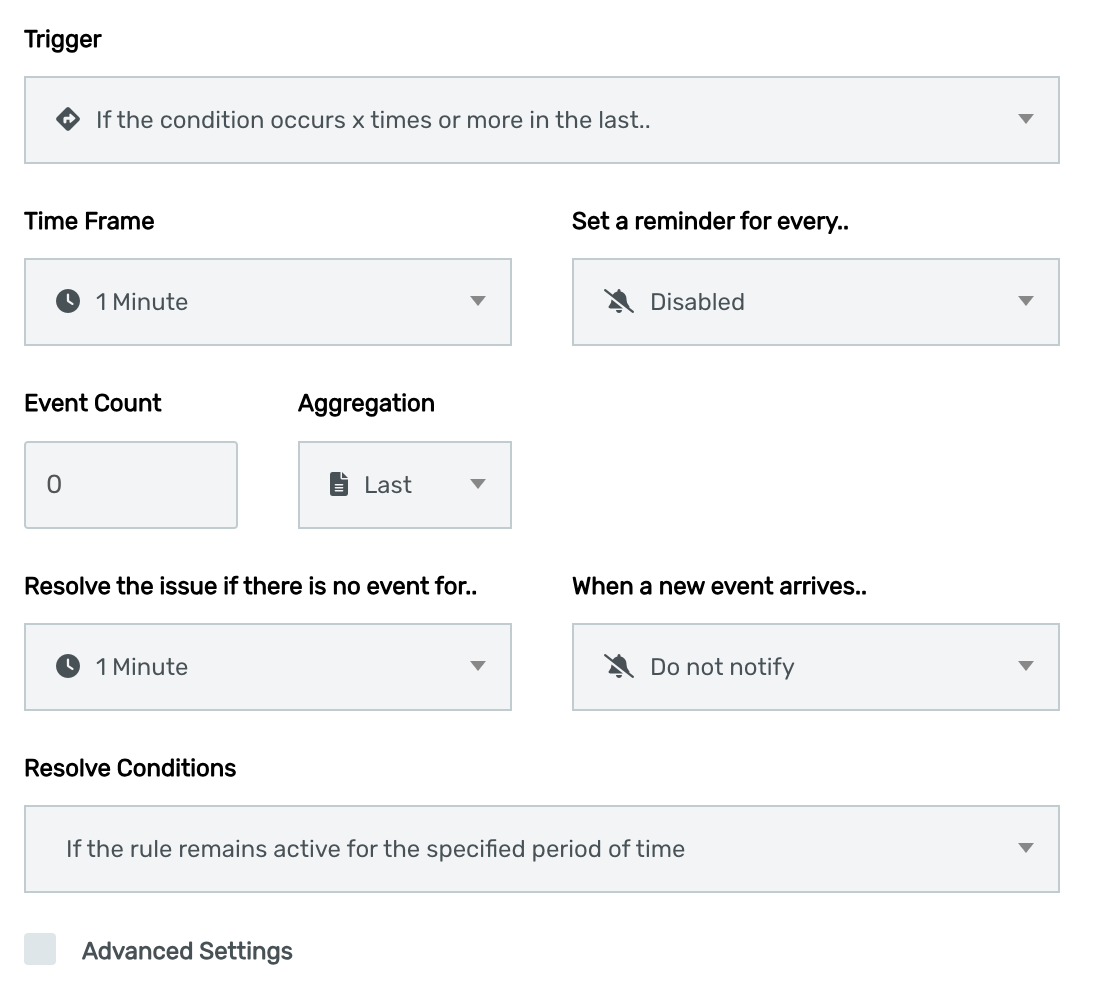 Trigger
If the condition occurs x times or more in the last..
Time Frame
Set a reminder for every..
1 Minute
Disabled
Event Count
Aggregation
0
Last
Resolve the issue if there is no event for..
When a new event arrives..
1 Minute
Do not notify
Resolve Conditions
If the rule remains active for the specified period of time
Advanced Settings